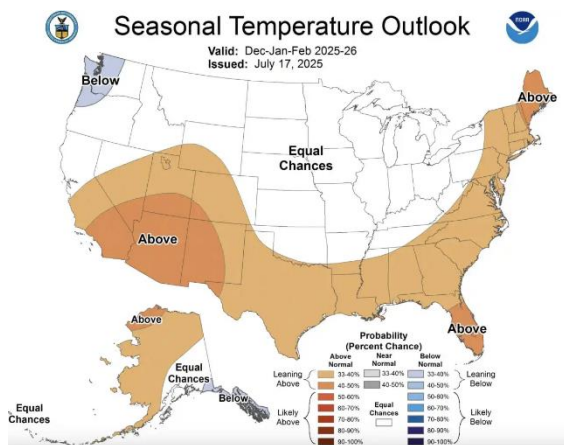 Seasonal Temperature Outlook
Valid: Dec-Jan-Feb 2025-26
Issued: July 17, 2025
noaa
Below
Above
Equal
Chances
Above
Above
Above
Equal
Chances
Below
Equal
Chances
Probability
(Percent Chance)
Above
Normal
Near
Normal
Below
Normal
Leaning
Above
33-40%
40-50%
33-40%
40-50%
33-40%
40-50%
Leaning
Below
Likely
Above
50-60%
60-70%
70-80%
80-90%
90-100%
Equal
Chances
50-60%
60-70%
70-80%
80-90%
90-100%
Likely
Below